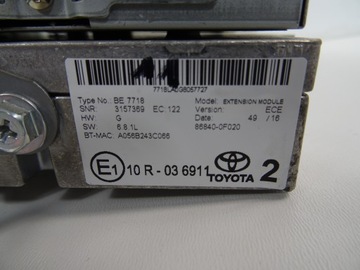 11
Type No.: BE 7718 Model: EXTENSION MODULE
SNR: 3157369 EC: 122 Version: ECE
HW: G Date: 49 / 16
SW: 6.8.1L 86840-0F020
BT-MAC: A056B243C066
E1 10 R - 03 6911 TOYOTA 2